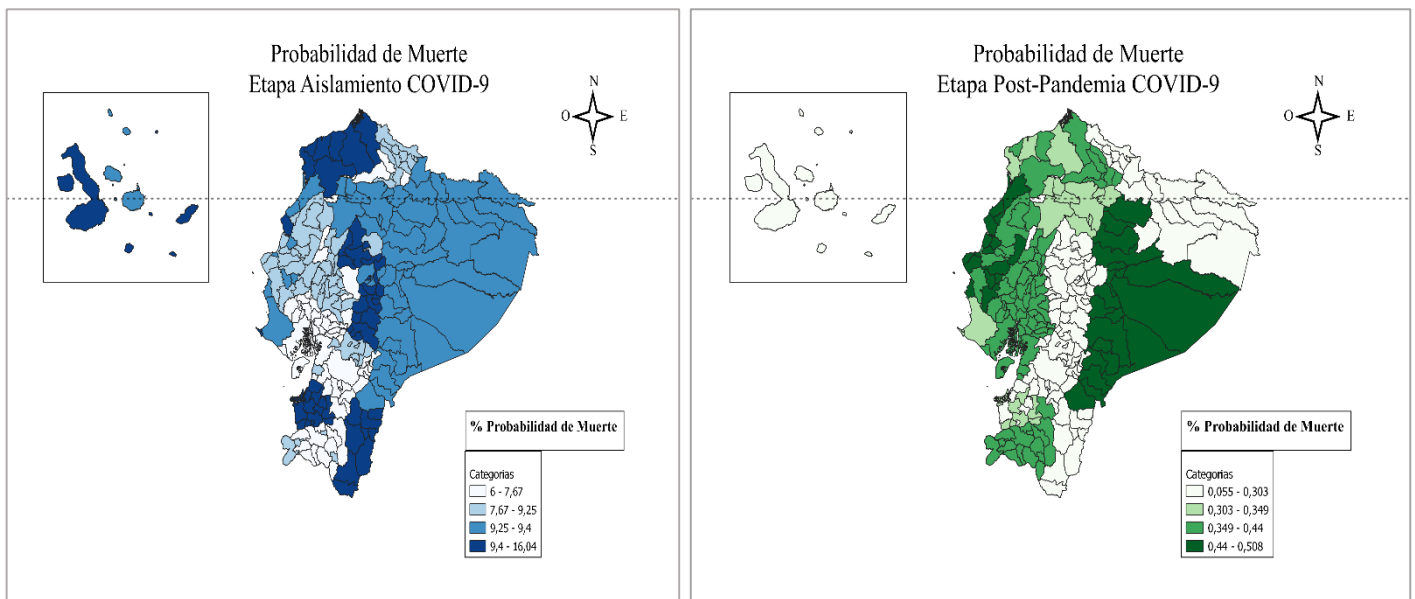 Probabilidad de Muerte
Etapa Aislamiento COVID-9
N
O
E
S
% Probabilidad de Muerte
Categorias
6 - 7,67
7,67 - 9,25
9,25 - 9,4
9,4 - 16,04
Probabilidad de Muerte
Etapa Post-Pandemia COVID-9
N
O
E
S
% Probabilidad de Muerte
Categorias
0,055 - 0,303
0,303 - 0,349
0,349 - 0,44
0,44 - 0,508